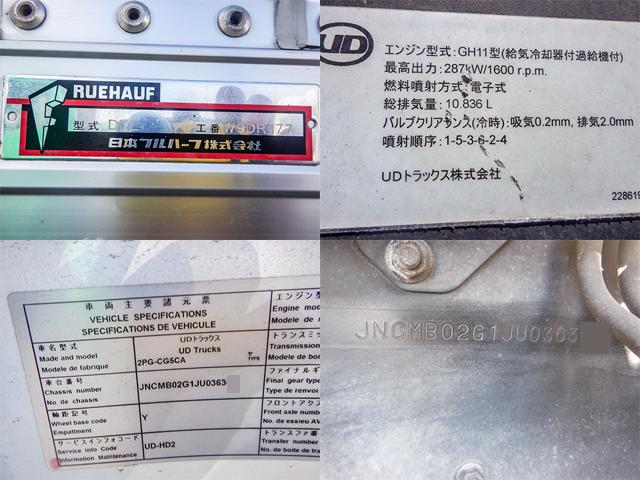 RUEHAUF
型式
工番
日本フルハーフ株式会社
UD
エンジン型式:GH11型(給気冷却器付過給機付)
最高出力:287kW/1600 r.p.m.
燃料噴射方式:電子式
総排気量:10.836 L
バルブクリアランス(冷時):吸気0.2mm, 排気2.0mm
噴射順序:1-5-3-6-2-4
UDトラックス株式会社
228619
車両主要諸元票
VEHICLE SPECIFICATIONS
SPECIFICATIONS DE VEHICULE
車名型式
Made and model
Modele de fabrique
UDトラックス
UD Trucks
2PG-CG5CA
型
TYPE
車台番号
Chassis number
No. de chassis
JNCMB02G1JU0363
軸距記号
Wheel base code
Empattment
Y
サービスインフォコード
Service info Code
Information Maintenance
UD-HD2
エンジン型
Engine mod
Modele de m
トランスミッ
Transmission
Modele de boi
ファイナルギ
Final gear type
Type de renvoi
フロントアク
Front axle numb
No. de essieu AV
トランスファ番
Transfer number
No. de boite de tra
JNCMB02G1JU0363